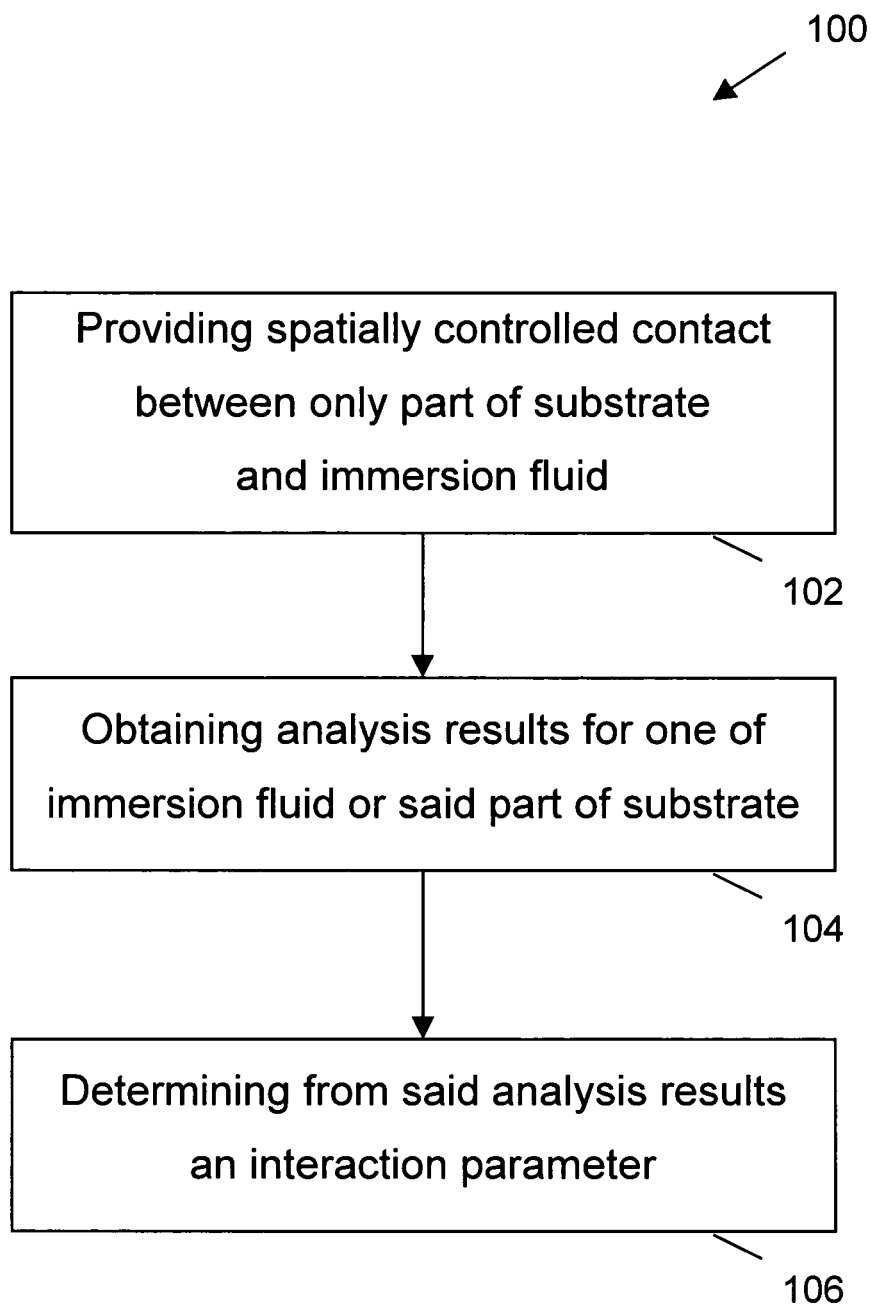 100
Providing spatially controlled contact
between only part of substrate
and immersion fluid
102
Obtaining analysis results for one of
immersion fluid or said part of substrate
104
Determining from said analysis results
an interaction parameter
106